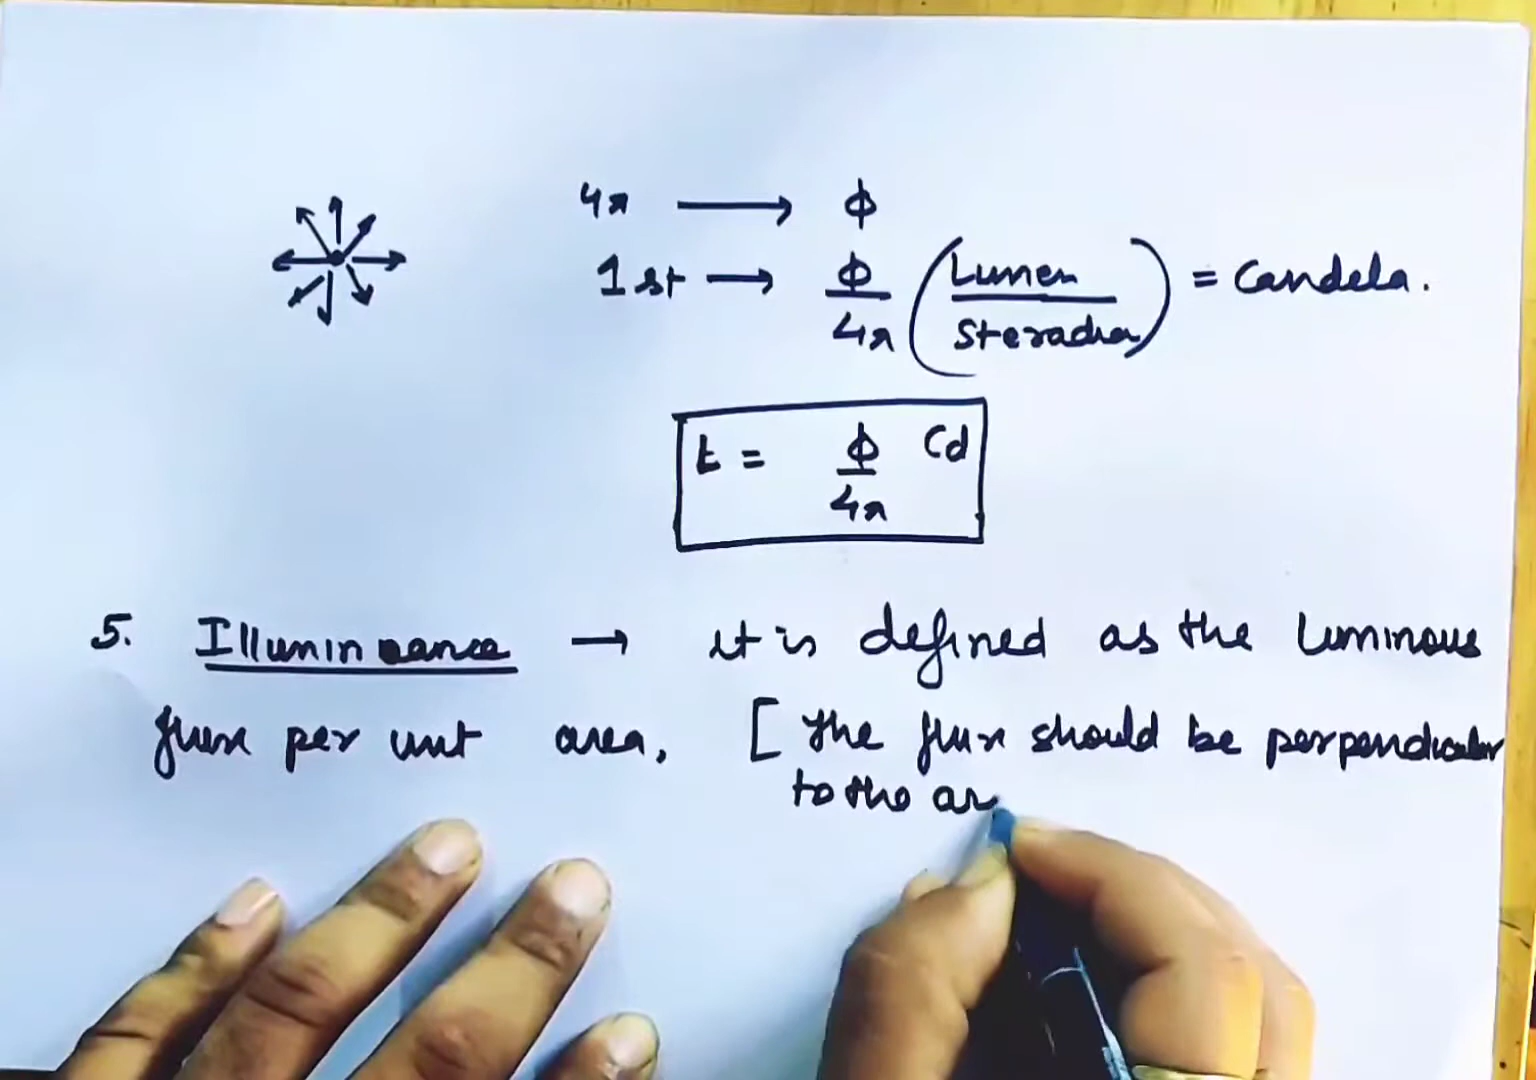 4π → ϕ
1 st → ϕ/4π (Lumen/Steradian) = Candela.
I = ϕ/4π Cd
5. Illuminance → it is defined as the luminous
flux per unit area. [ the flux should be perpendicular
to the ar